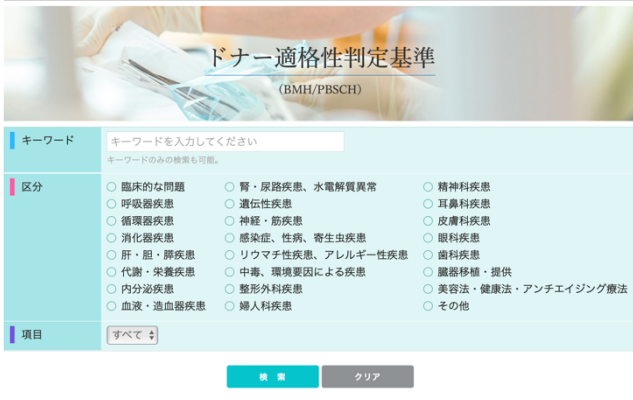 ドナー適格性判定基準
(BMH/PBSCH)
キーワード
キーワードを入力してください
キーワードのみの検索も可能。
区分
臨床的な問題 腎・尿路疾患、水電解質異常 精神科疾患
呼吸器疾患 遺伝性疾患 耳鼻科疾患
循環器疾患 神経・筋疾患 皮膚科疾患
消化器疾患 感染症、性病、寄生虫疾患 眼科疾患
肝・胆・膵疾患 リウマチ性疾患、アレルギー性疾患 歯科疾患
代謝・栄養疾患 中毒、環境要因による疾患 臓器移植・提供
内分泌疾患 整形外科疾患 美容法・健康法・アンチエイジング療法
血液・造血器疾患 婦人科疾患 その他
項目
すべて
検 索 クリア